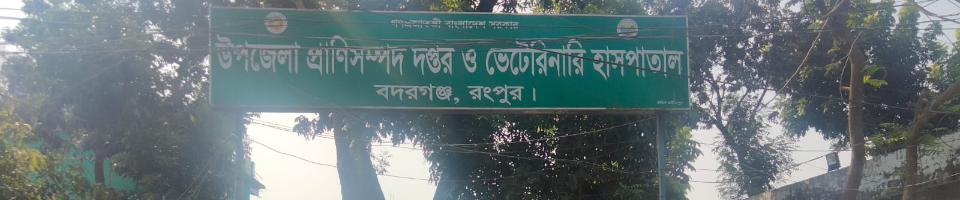 গণপ্রজাতন্ত্রী বাংলাদেশ সরকার
উপজেলা প্রাণিসম্পদ দপ্তর ও ভেটেরিনারি হাসপাতাল
বদরগঞ্জ, রংপুর।